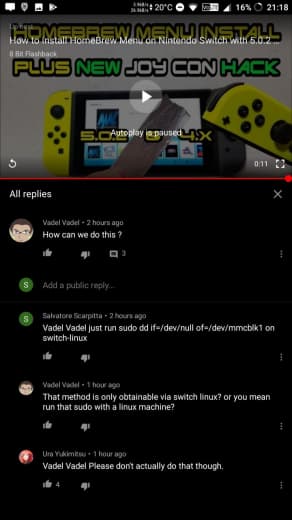 20°C
16%
21:18
How to Install HomeBrew Menu on Nintendo Switch with 5.0.2 ...
8 Bit Flashback
HOMEBREW MENU INSTALL
PLUS NEW JOY CON HACK
Autoplay is paused
0:11
All replies
Vadel Vadel • 2 hours ago
How can we do this ?
3
S
Add a public reply...
S
Salvatore Scarpitta • 2 hours ago
Vadel Vadel just run sudo dd if=/dev/null of=/dev/mmcblk1 on
switch-linux
Vadel Vadel • 1 hour ago
That method is only obtainable via switch linux? or you mean
run that sudo with a linux machine?
Ura Yukimitsu • 1 hour ago
Vadel Vadel Please don't actually do that though.
4